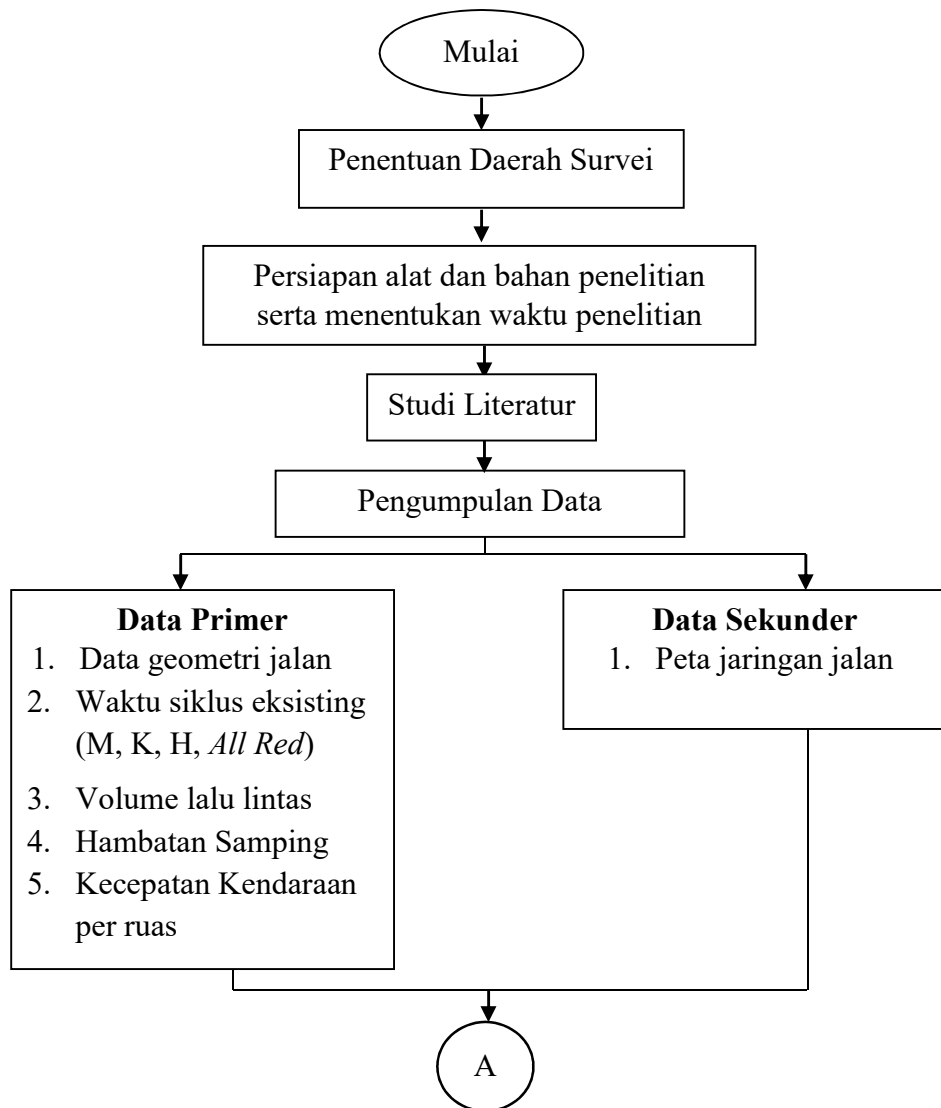 Mulai
Penentuan Daerah Survei
Persiapan alat dan bahan penelitian
serta menentukan waktu penelitian
Studi Literatur
Pengumpulan Data
Data Primer
1. Data geometri jalan
2. Waktu siklus eksisting
(M, K, H, All Red)
3. Volume lalu lintas
4. Hambatan Samping
5. Kecepatan Kendaraan
per ruas
Data Sekunder
1. Peta jaringan jalan
A